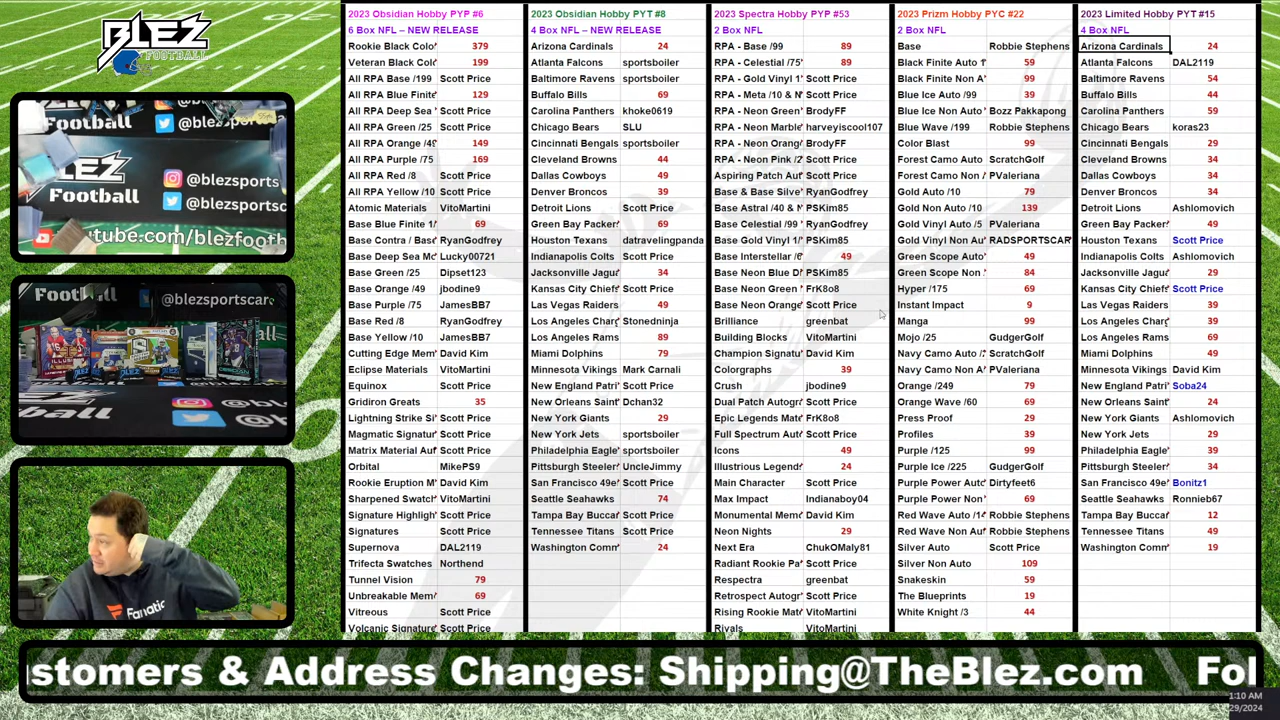 BLEZ
FOOTBALL
Football
@blez
@blezspor
BLEZ
Football
@blezsports
@blezsports
utube.com/blezfootb
Football
@blezsportscar
Fanatic
2023 Obsidian Hobby PYP #6
6 Box NFL – NEW RELEASE
Rookie Black Colo 379
Veteran Black Col 199
All RPA Base /199 Scott Price
All RPA Blue Finite 129
All RPA Deep Sea Scott Price
All RPA Green /25 Scott Price
All RPA Orange /49 149
All RPA Purple /75 169
All RPA Red /8 Scott Price
All RPA Yellow /10 Scott Price
Atomic Materials VitoMartini
Base Blue Finite 1/ 69
Base Contra / Base RyanGodfrey
Base Deep Sea Mo Lucky00721
Base Green /25 Dipset123
Base Orange /49 jbodine9
Base Purple /75 JamesBB7
Base Red /8 RyanGodfrey
Base Yellow /10 JamesBB7
Cutting Edge Mem David Kim
Eclipse Materials VitoMartini
Equinox Scott Price
Gridiron Greats 35
Lightning Strike Si Scott Price
Magmatic Signatur Scott Price
Matrix Material Aut Scott Price
Orbital MikePS9
Rookie Eruption M David Kim
Sharpened Swatch VitoMartini
Signature Highligh Scott Price
Signatures Scott Price
Supernova DAL2119
Trifecta Swatches Northend
Tunnel Vision 79
Unbreakable Mem 69
Vitreous Scott Price
Volcanic Signature Scott Price
2023 Obsidian Hobby PYT #8
4 Box NFL – NEW RELEASE
Arizona Cardinals 24
Atlanta Falcons sportsboiler
Baltimore Ravens sportsboiler
Buffalo Bills 69
Carolina Panthers khoke0619
Chicago Bears SLU
Cincinnati Bengals sportsboiler
Cleveland Browns 44
Dallas Cowboys 49
Denver Broncos 39
Detroit Lions Scott Price
Green Bay Packer 69
Houston Texans datravelingpanda
Indianapolis Colts Scott Price
Jacksonville Jagu 34
Kansas City Chiefs Scott Price
Las Vegas Raiders 49
Los Angeles Charg Stonedninja
Los Angeles Rams 89
Miami Dolphins 79
Minnesota Vikings Mark Carnali
New England Patri Scott Price
New Orleans Saint Dchan32
New York Giants 29
New York Jets sportsboiler
Philadelphia Eagle sportsboiler
Pittsburgh Steeler UncleJimmy
San Francisco 49e Scott Price
Seattle Seahawks 74
Tampa Bay Buccar Scott Price
Tennessee Titans Scott Price
Washington Comm 24
2023 Spectra Hobby PYP #53
2 Box NFL
RPA - Base /99 89
RPA - Celestial /75 89
RPA - Gold Vinyl 1 Scott Price
RPA - Meta /10 & N Scott Price
RPA - Neon Green BrodyFF
RPA - Neon Marble harveyiscool107
RPA - Neon Orang BrodyFF
RPA - Neon Pink /2 Scott Price
Aspiring Patch Aut Scott Price
Base & Base Silve RyanGodfrey
Base Astral /40 & N PSKim85
Base Celestial /99 RyanGodfrey
Base Gold Vinyl 1/ PSKim85
Base Interstellar /6 49
Base Neon Blue D PSKim85
Base Neon Green FrK8o8
Base Neon Orange Scott Price
Brilliance greenbat
Building Blocks VitoMartini
Champion Signatu David Kim
Colorgraphs 39
Crush jbodine9
Dual Patch Autogr Scott Price
Epic Legends Mate FrK8o8
Full Spectrum Aut Scott Price
Icons 49
Illustrious Legend 24
Main Character Scott Price
Max Impact Indianaboy04
Monumental Memo David Kim
Neon Nights 29
Next Era ChukOMaly81
Radiant Rookie Pa Scott Price
Respectra greenbat
Retrospect Autogr Scott Price
Rising Rookie Mat VitoMartini
Rivals VitoMartini
2023 Prizm Hobby PYC #22
2 Box NFL
Base Robbie Stephens
Black Finite Auto 1 59
Black Finite Non A 99
Blue Ice Auto /99 39
Blue Ice Non Auto Bozz Pakkapong
Blue Wave /199 Robbie Stephens
Color Blast 99
Forest Camo Auto ScratchGolf
Forest Camo Non PValeriana
Gold Auto /10 79
Gold Non Auto /10 139
Gold Vinyl Auto /5 PValeriana
Gold Vinyl Non Au RADSPORTSCAR
Green Scope Auto 49
Green Scope Non 84
Hyper /175 69
Instant Impact 9
Manga 99
Mojo /25 GudgerGolf
Navy Camo Auto / ScratchGolf
Navy Camo Non A PValeriana
Orange /249 79
Orange Wave /60 69
Press Proof 29
Profiles 39
Purple /125 99
Purple Ice /225 GudgerGolf
Purple Power Auto Dirtyfeet6
Purple Power Non 69
Red Wave Auto /14 Robbie Stephens
Red Wave Non Aut Robbie Stephens
Silver Auto Scott Price
Silver Non Auto 109
Snakeskin 59
The Blueprints 19
White Knight /3 44
2023 Limited Hobby PYT #15
4 Box NFL
Arizona Cardinals 24
Atlanta Falcons DAL2119
Baltimore Ravens 54
Buffalo Bills 44
Carolina Panthers 59
Chicago Bears koras23
Cincinnati Bengals 29
Cleveland Browns 34
Dallas Cowboys 34
Denver Broncos 34
Detroit Lions Ashlomovich
Green Bay Packer 49
Houston Texans Scott Price
Indianapolis Colts Ashlomovich
Jacksonville Jagu 29
Kansas City Chiefs Scott Price
Las Vegas Raiders 39
Los Angeles Charg 39
Los Angeles Rams 69
Miami Dolphins 49
Minnesota Vikings David Kim
New England Patri Soba24
New Orleans Saint 24
New York Giants Ashlomovich
New York Jets 29
Philadelphia Eagle 39
Pittsburgh Steeler 34
San Francisco 49e Bonitz1
Seattle Seahawks Ronnieb67
Tampa Bay Buccar 12
Tennessee Titans 49
Washington Comm 19
stomers & Address Changes: Shipping@TheBlez.com Fol
1:10 AM
29/2024